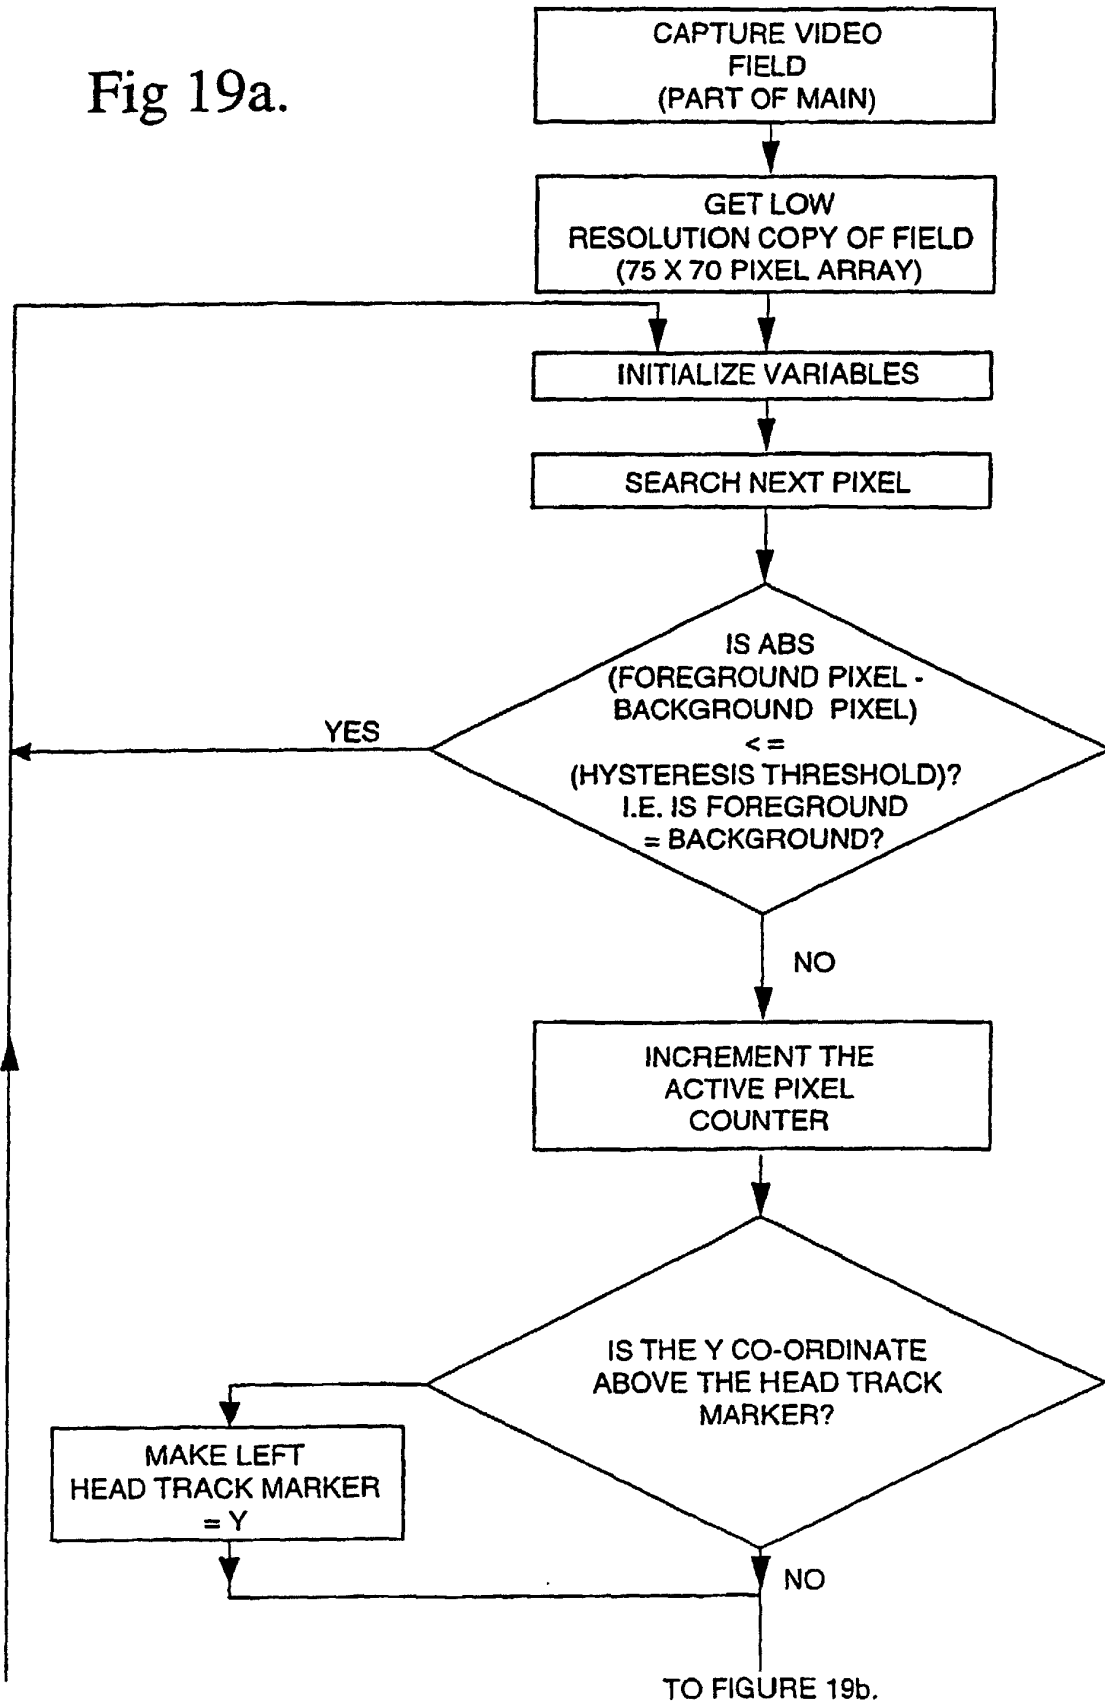 Fig 19a.
CAPTURE VIDEO
FIELD
(PART OF MAIN)
GET LOW
RESOLUTION COPY OF FIELD
(75 X 70 PIXEL ARRAY)
INITIALIZE VARIABLES
SEARCH NEXT PIXEL
IS ABS
(FOREGROUND PIXEL -
BACKGROUND PIXEL)
< =
(HYSTERESIS THRESHOLD)?
I.E. IS FOREGROUND
= BACKGROUND?
YES
NO
INCREMENT THE
ACTIVE PIXEL
COUNTER
IS THE Y CO-ORDINATE
ABOVE THE HEAD TRACK
MARKER?
MAKE LEFT
HEAD TRACK MARKER
= Y
NO
TO FIGURE 19b.